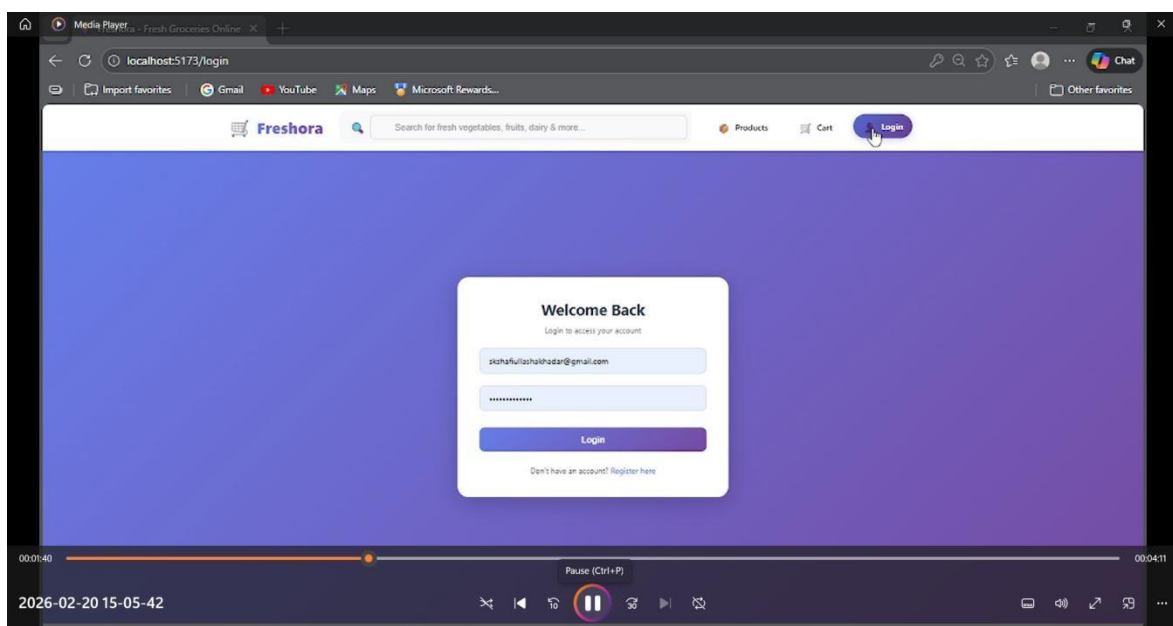 Media Player
Freshora - Fresh Groceries Online
localhost:5173/login
Chat
Import favorites
Gmail
YouTube
Maps
Microsoft Rewards...
Other favorites
Freshora
Search for fresh vegetables, fruits, dairy & more...
Products
Cart
Login
Welcome Back
Login to access your account
skshafiullashakhadar@gmail.com
•••••••••••••
Login
Don't have an account? Register here
00:01:40
00:04:11
Pause (Ctrl+P)
2026-02-20 15-05-42
10
30